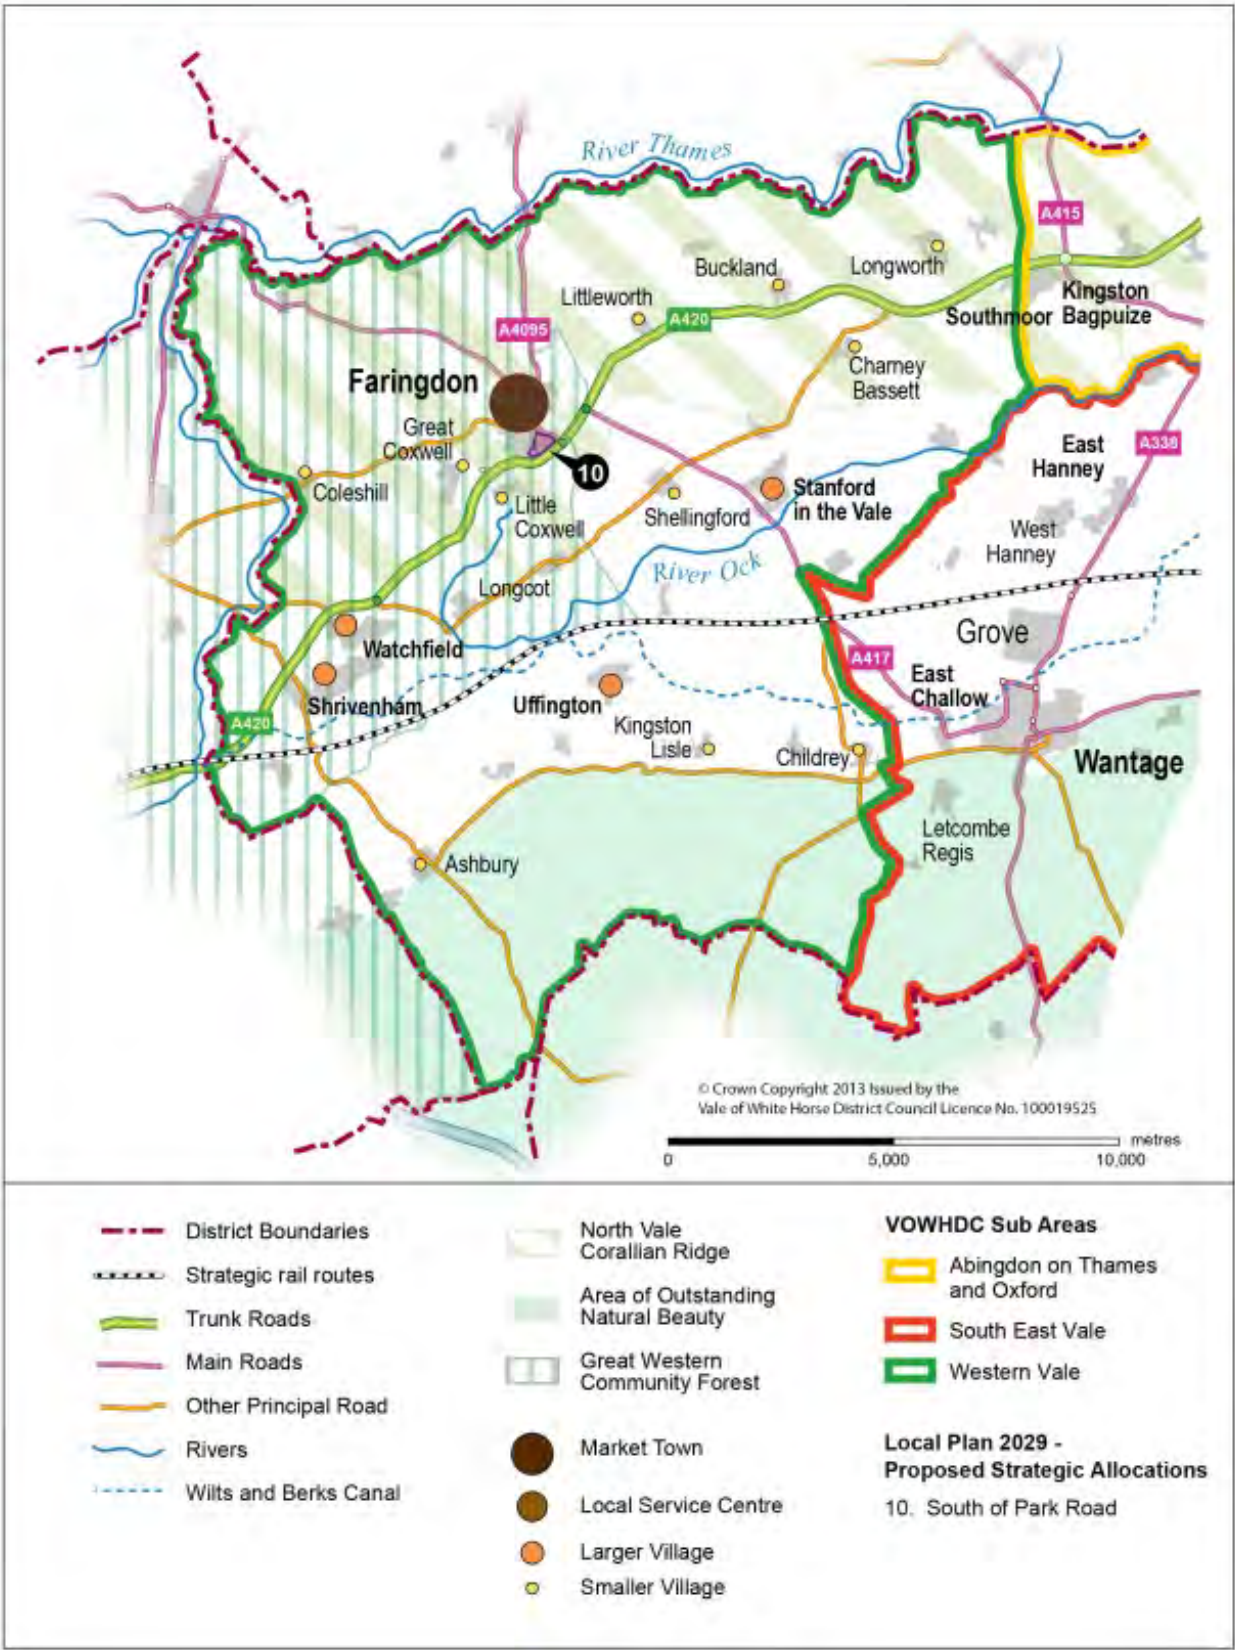 River Thames
A415
Buckland
Longworth
Littleworth
A420
Southmoor
Kingston
Bagpuize
A4095
Faringdon
Charney
Bassett
Great
Coxwell
East
Hanney
A338
10
Coleshill
Little
Coxwell
Shellingford
Stanford
in the Vale
West
Hanney
River Ock
Longcot
Grove
Watchfield
A417
East
Challow
Shrivenham
Uffington
A420
Kingston
Lisle
Childrey
Wantage
Letcombe
Regis
Ashbury
© Crown Copyright 2013 Issued by the
Vale of White Horse District Council Licence No. 100019525
metres
0
5,000
10,000
District Boundaries
Strategic rail routes
Trunk Roads
Main Roads
Other Principal Road
Rivers
Wilts and Berks Canal
North Vale
Corallian Ridge
Area of Outstanding
Natural Beauty
Great Western
Community Forest
Market Town
Local Service Centre
Larger Village
Smaller Village
VOWHDC Sub Areas
Abingdon on Thames
and Oxford
South East Vale
Western Vale
Local Plan 2029 -
Proposed Strategic Allocations
10. South of Park Road